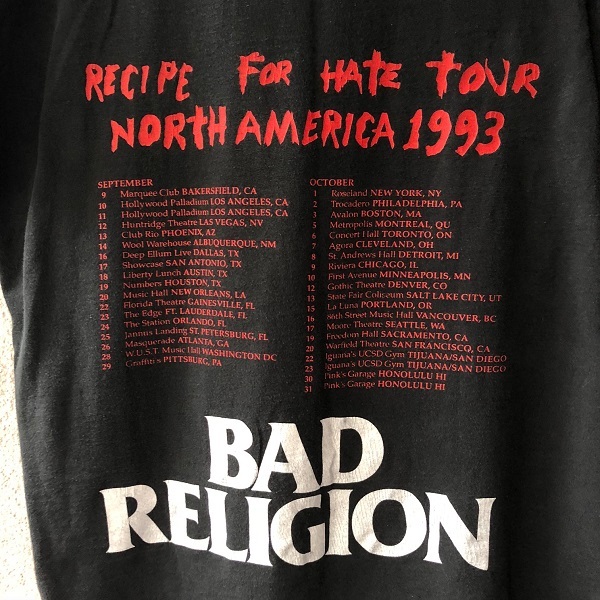 RECIPE FOR HATE TOUR
NORTH AMERICA 1993
SEPTEMBER
9 Marquee Club BAKERSFIELD, CA
10 Hollywood Palladium LOS ANGELES, CA
11 Hollywood Palladium LOS ANGELES, CA
12 Huntridge Theatre LAS VEGAS, NV
13 Club Rio PHOENIX, AZ
14 Wool Warehouse ALBUQUERQUE, NM
16 Deep Ellum Live DALLAS, TX
17 Showcase SAN ANTONIO, TX
18 Liberty Lunch AUSTIN, TX
19 Numbers HOUSTON, TX
20 Music Hall NEW ORLEANS, LA
22 Florida Theatre GAINESVILLE, FL
23 The Edge FT. LAUDERDALE, FL
24 The Station ORLANDO, FL
25 Jannus Landing ST. PETERSBURG, FL
26 Masquerade ATLANTA, GA
28 W.U.S.T. Music Hall WASHINGTON DC
29 Graffiti's PITTSBURG, PA
OCTOBER
1 Roseland NEW YORK, NY
2 Trocadero PHILADELPHIA, PA
3 Avalon BOSTON, MA
5 Metropolis MONTREAL, QU
6 Concert Hall TORONTO, ON
7 Agora CLEVELAND, OH
8 St. Andrews Hall DETROIT, MI
9 Riviera CHICAGO, IL
10 First Avenue MINNEAPOLIS, MN
12 Gothic Theater DENVER, CO
13 State Fair Coliseum SALT LAKE CITY, UT
15 La Luna PORTLAND, OR
16 86th Street Music Hall VANCOUVER, BC
17 Moore Theatre SEATTLE, WA
19 Freedom Hall SACRAMENTO, CA
20 Warfield Theatre SAN FRANCISCO, CA
22 Iguana's UCSD Gym TIJUANA/SAN DIEGO
23 Iguana's UCSD Gym TIJUANA/SAN DIEGO
30 Pink's Garage HONOLULU HI
31 Pink's Garage HONOLULU HI
BAD
RELIGION